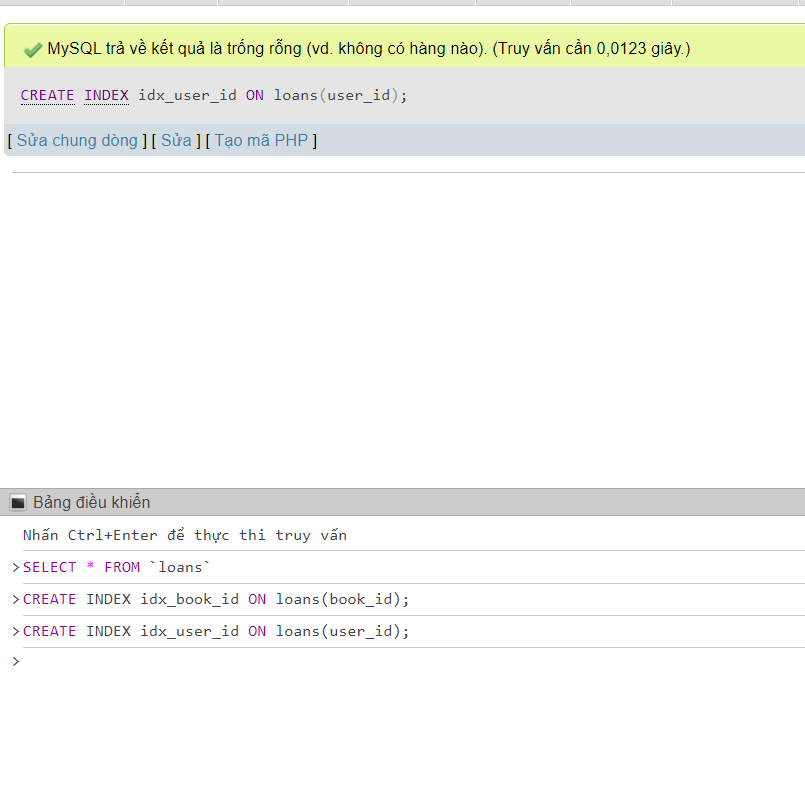 MySQL trả về kết quả là trống rỗng (vd. không có hàng nào). (Truy vấn cần 0,0123 giây.)
CREATE INDEX idx_user_id ON loans(user_id);
[ Sửa chung dòng ] [ Sửa ] [ Tạo mã PHP ]
Bảng điều khiển
Nhấn Ctrl+Enter để thực thi truy vấn
>SELECT * FROM `loans`
>CREATE INDEX idx_book_id ON loans(book_id);
>CREATE INDEX idx_user_id ON loans(user_id);
>